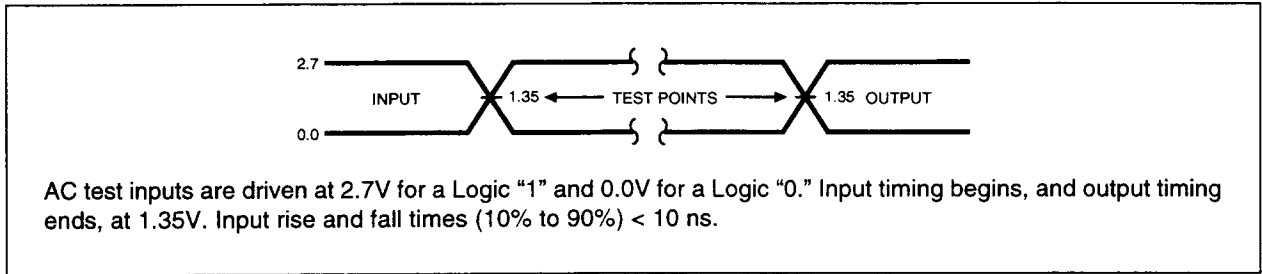 2.7
INPUT
1.35
TEST POINTS
1.35 OUTPUT
0.0
AC test inputs are driven at 2.7V for a Logic “1” and 0.0V for a Logic “0.” Input timing begins, and output timing
ends, at 1.35V. Input rise and fall times (10% to 90%) < 10 ns.